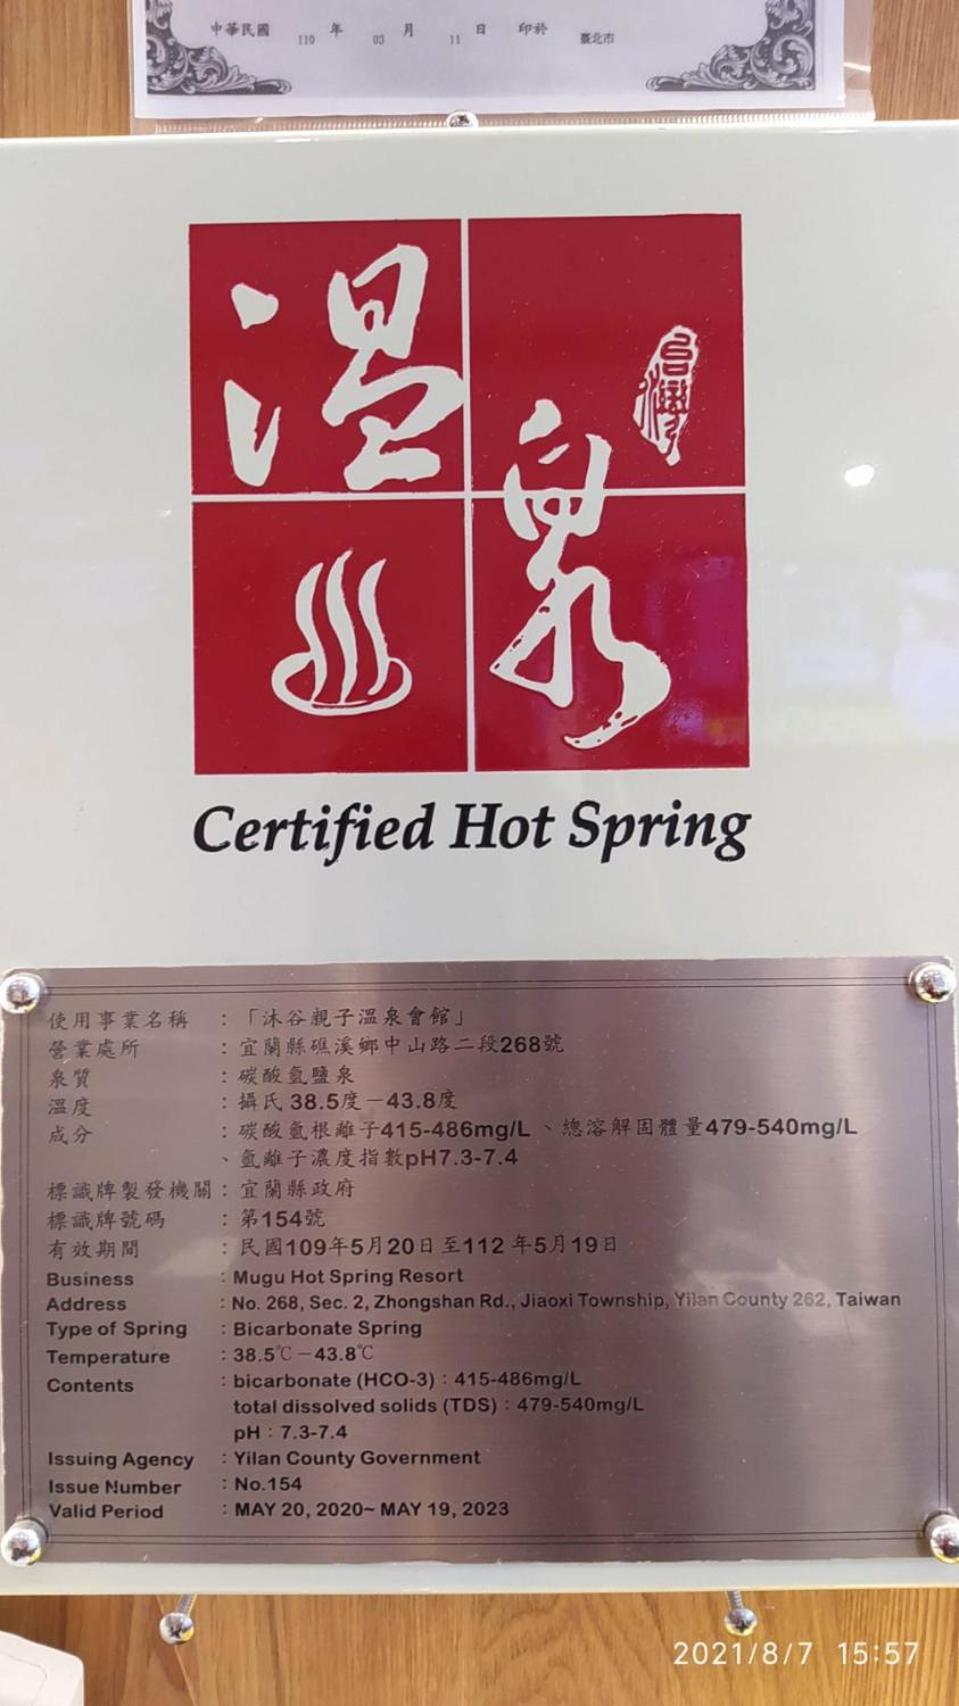 中華民國 110 年 03 月 11 日 印於 臺北市
溫泉
台灣
Certified Hot Spring
使用事業名稱 :「沐谷親子溫泉會館」
營業處所 : 宜蘭縣礁溪鄉中山路二段268號
泉質 : 碳酸氫鹽泉
溫度 : 攝氏 38.5度－43.8度
成分 : 碳酸氫根離子415-486mg/L、總溶解固體量479-540mg/L
、氫離子濃度指數pH7.3-7.4
標識牌製發機關 : 宜蘭縣政府
標識牌號碼 : 第154號
有效期間 : 民國109年5月20日至112年5月19日
Business : Mugu Hot Spring Resort
Address : No. 268, Sec. 2, Zhongshan Rd., Jiaoxi Township, Yilan County 262, Taiwan
Type of Spring : Bicarbonate Spring
Temperature : 38.5℃－43.8℃
Contents : bicarbonate (HCO-3) : 415-486mg/L
total dissolved solids (TDS) : 479-540mg/L
pH : 7.3-7.4
Issuing Agency : Yilan County Government
Issue Number : No.154
Valid Period : MAY 20, 2020~ MAY 19, 2023
2021/8/7 15:57